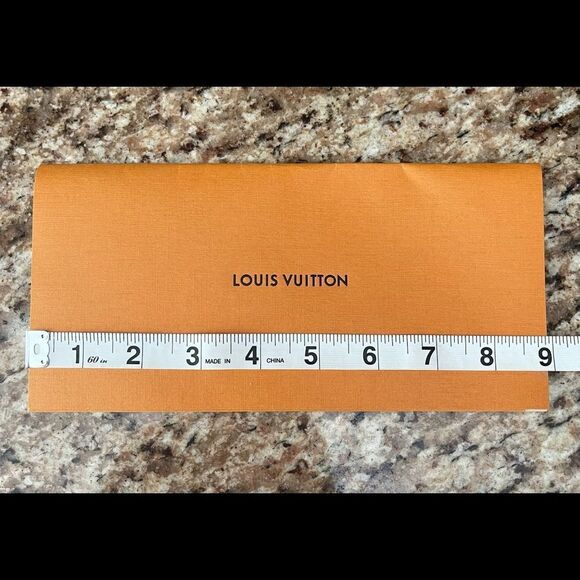 LOUIS VUITTON
1 60 in 2 3 MADE IN 4 CHINA 5 6 7 8 9